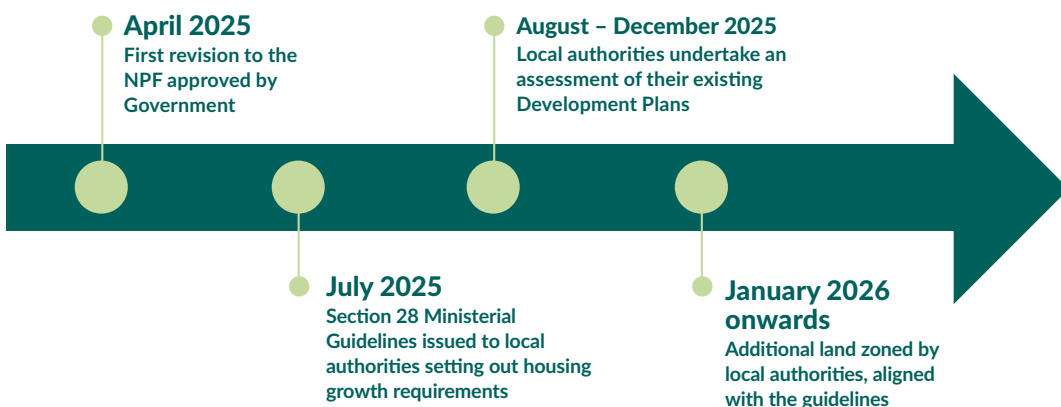 April 2025
First revision to the
NPF approved by
Government
July 2025
Section 28 Ministerial
Guidelines issued to local
authorities setting out housing
growth requirements
August – December 2025
Local authorities undertake an
assessment of their existing
Development Plans
January 2026
onwards
Additional land zoned by
local authorities, aligned
with the guidelines